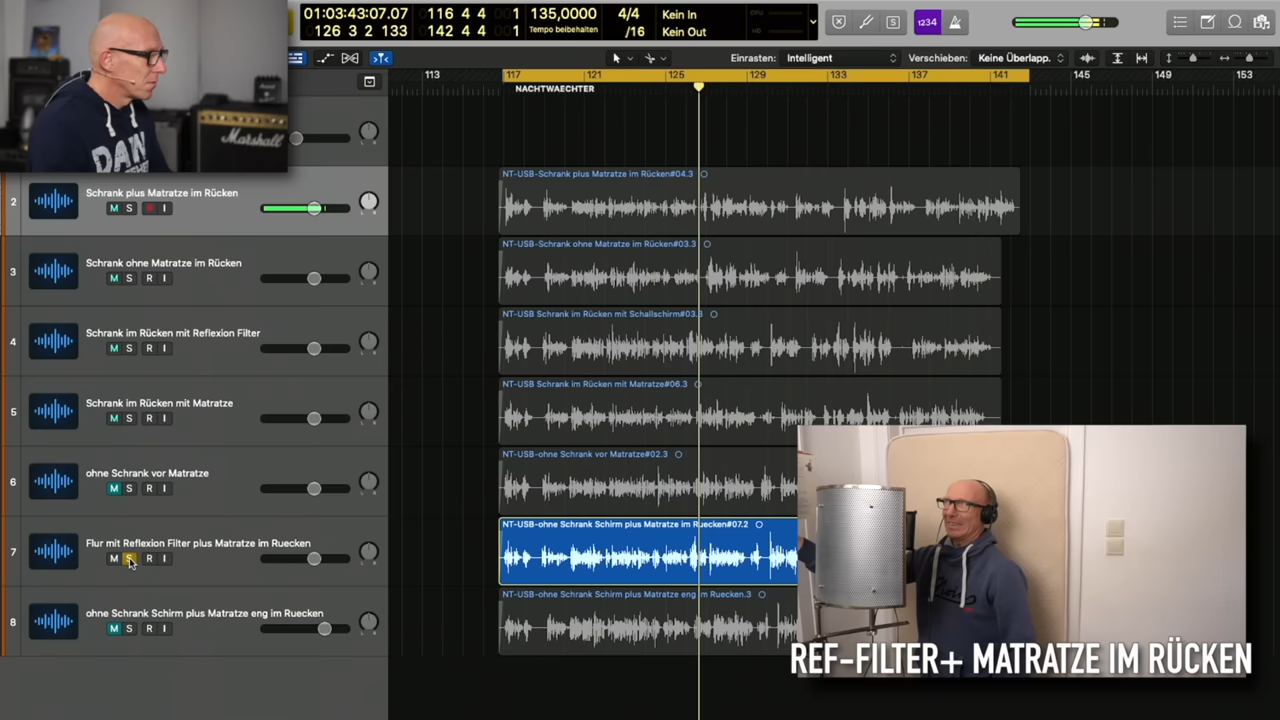 01:03:43:07.07
126 3 2 133
116 4 4 1
142 4 4 1
135,0000
Tempo beibehalten
4/4
/16
Kein In
Kein Out
CPU
HD
S
1234
Einrasten: Intelligent
Verschieben: Keine Überlapp.
113 117 121 125 129 133 137 141 145 149 153
NACHTWAECHTER
Marshall
DAN
2
Schrank plus Matratze im Rücken
M S I
NT-USB-Schrank plus Matratze im Rücken#04.3
3
Schrank ohne Matratze im Rücken
M S R I
NT-USB-Schrank ohne Matratze im Rücken#03.3
4
Schrank im Rücken mit Reflexion Filter
M S R I
NT-USB Schrank im Rücken mit Schallschirm#03.3
5
Schrank im Rücken mit Matratze
M S R I
NT-USB Schrank im Rücken mit Matratze#06.3
6
ohne Schrank vor Matratze
M S R I
NT-USB-ohne Schrank vor Matratze#02.3
7
Flur mit Reflexion Filter plus Matratze im Ruecken
M S R I
NT-USB-ohne Schrank Schirm plus Matratze im Ruecken#07.2
8
ohne Schrank Schirm plus Matratze eng im Ruecken
M S R I
NT-USB-ohne Schrank Schirm plus Matratze eng im Ruecken.3
REF-FILTER+ MATRATZE IM RÜCKEN